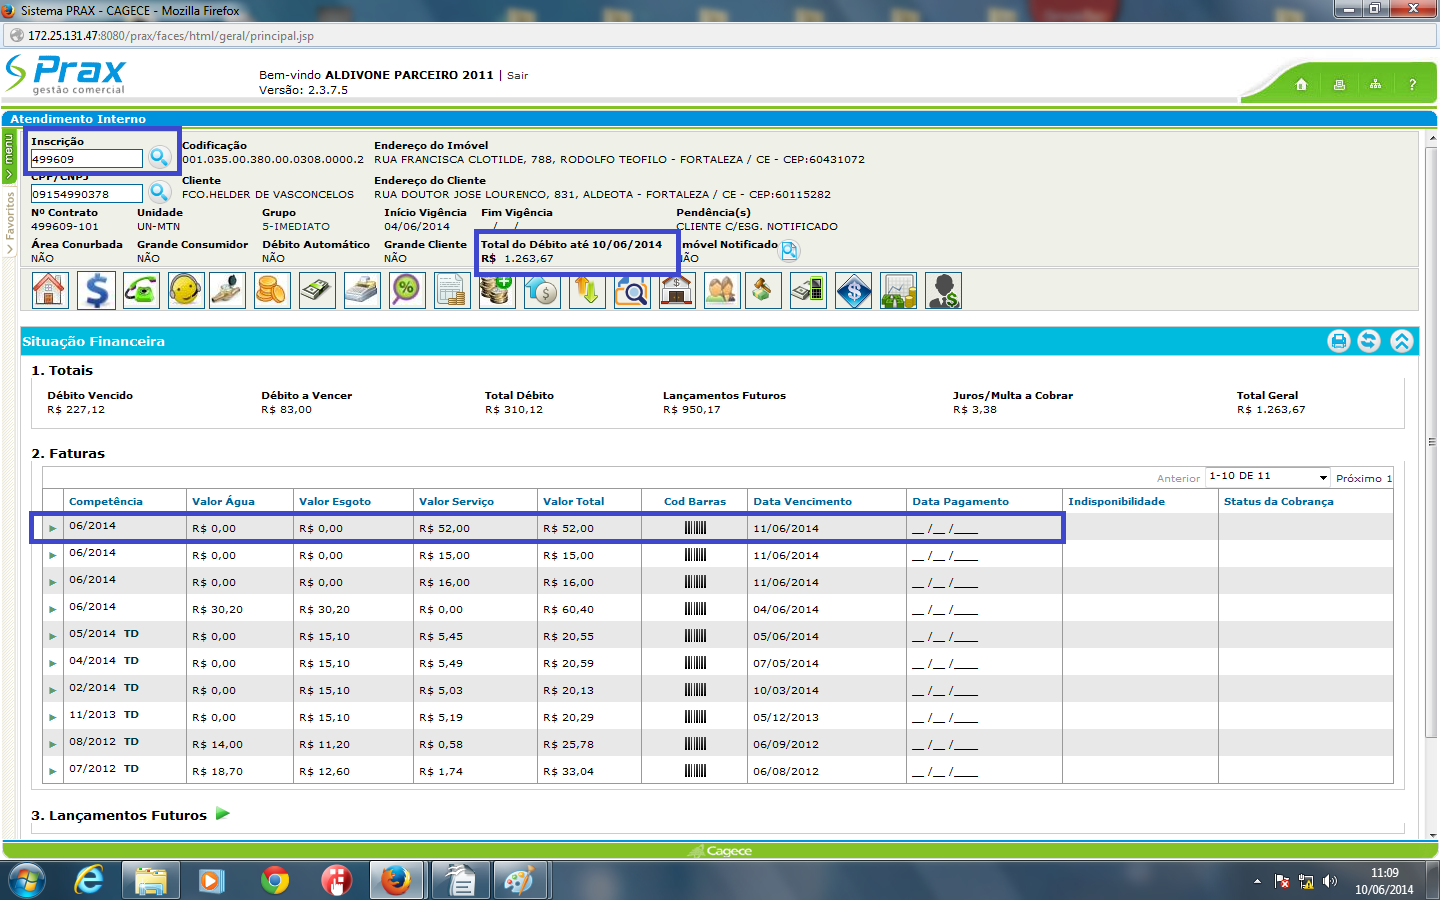 Sistema PRAX - CAGECE - Mozilla Firefox
172.25.131.47:8080/prax/faces/html/geral/principal.jsp
Prax
gestão comercial
Bem-vindo ALDIVONE PARCEIRO 2011 | Sair
Versão: 2.3.7.5
?
Atendimento Interno
menu
Favoritos
Inscrição
499609
Codificação
001.035.00.380.00.0308.0000.2
Endereço do Imóvel
RUA FRANCISCA CLOTILDE, 788, RODOLFO TEOFILO - FORTALEZA / CE - CEP:60431072
CPF/CNPJ
09154990378
Cliente
FCO.HELDER DE VASCONCELOS
Endereço do Cliente
RUA DOUTOR JOSE LOURENCO, 831, ALDEOTA - FORTALEZA / CE - CEP:60115282
Nº Contrato Unidade Grupo Início Vigência Fim Vigência Pendência(s)
499609-101 UN-MTN 5-IMEDIATO 04/06/2014 __/__/ CLIENTE C/ESG. NOTIFICADO
Área Conurbada Grande Consumidor Débito Automático Grande Cliente Total do Débito até 10/06/2014 móvel Notificado
NÃO NÃO NÃO NÃO R$ 1.263,67 NÃO
Situação Financeira
1. Totais
Débito Vencido Débito a Vencer Total Débito Lançamentos Futuros Juros/Multa a Cobrar Total Geral
R$ 227,12 R$ 83,00 R$ 310,12 R$ 950,17 R$ 3,38 R$ 1.263,67
2. Faturas
Anterior 1-10 DE 11 Próximo 1
Competência Valor Água Valor Esgoto Valor Serviço Valor Total Cod Barras Data Vencimento Data Pagamento Indisponibilidade Status da Cobrança
06/2014 R$ 0,00 R$ 0,00 R$ 52,00 R$ 52,00 11/06/2014 __ /__ /____
06/2014 R$ 0,00 R$ 0,00 R$ 15,00 R$ 15,00 11/06/2014 __ /__ /____
06/2014 R$ 0,00 R$ 0,00 R$ 16,00 R$ 16,00 11/06/2014 __ /__ /____
06/2014 R$ 30,20 R$ 30,20 R$ 0,00 R$ 60,40 04/06/2014 __ /__ /____
05/2014 TD R$ 0,00 R$ 15,10 R$ 5,45 R$ 20,55 05/06/2014 __ /__ /____
04/2014 TD R$ 0,00 R$ 15,10 R$ 5,49 R$ 20,59 07/05/2014 __ /__ /____
02/2014 TD R$ 0,00 R$ 15,10 R$ 5,03 R$ 20,13 10/03/2014 __ /__ /____
11/2013 TD R$ 0,00 R$ 15,10 R$ 5,19 R$ 20,29 05/12/2013 __ /__ /____
08/2012 TD R$ 14,00 R$ 11,20 R$ 0,58 R$ 25,78 06/09/2012 __ /__ /____
07/2012 TD R$ 18,70 R$ 12,60 R$ 1,74 R$ 33,04 06/08/2012 __ /__ /____
3. Lançamentos Futuros
Cagece
11:09
10/06/2014